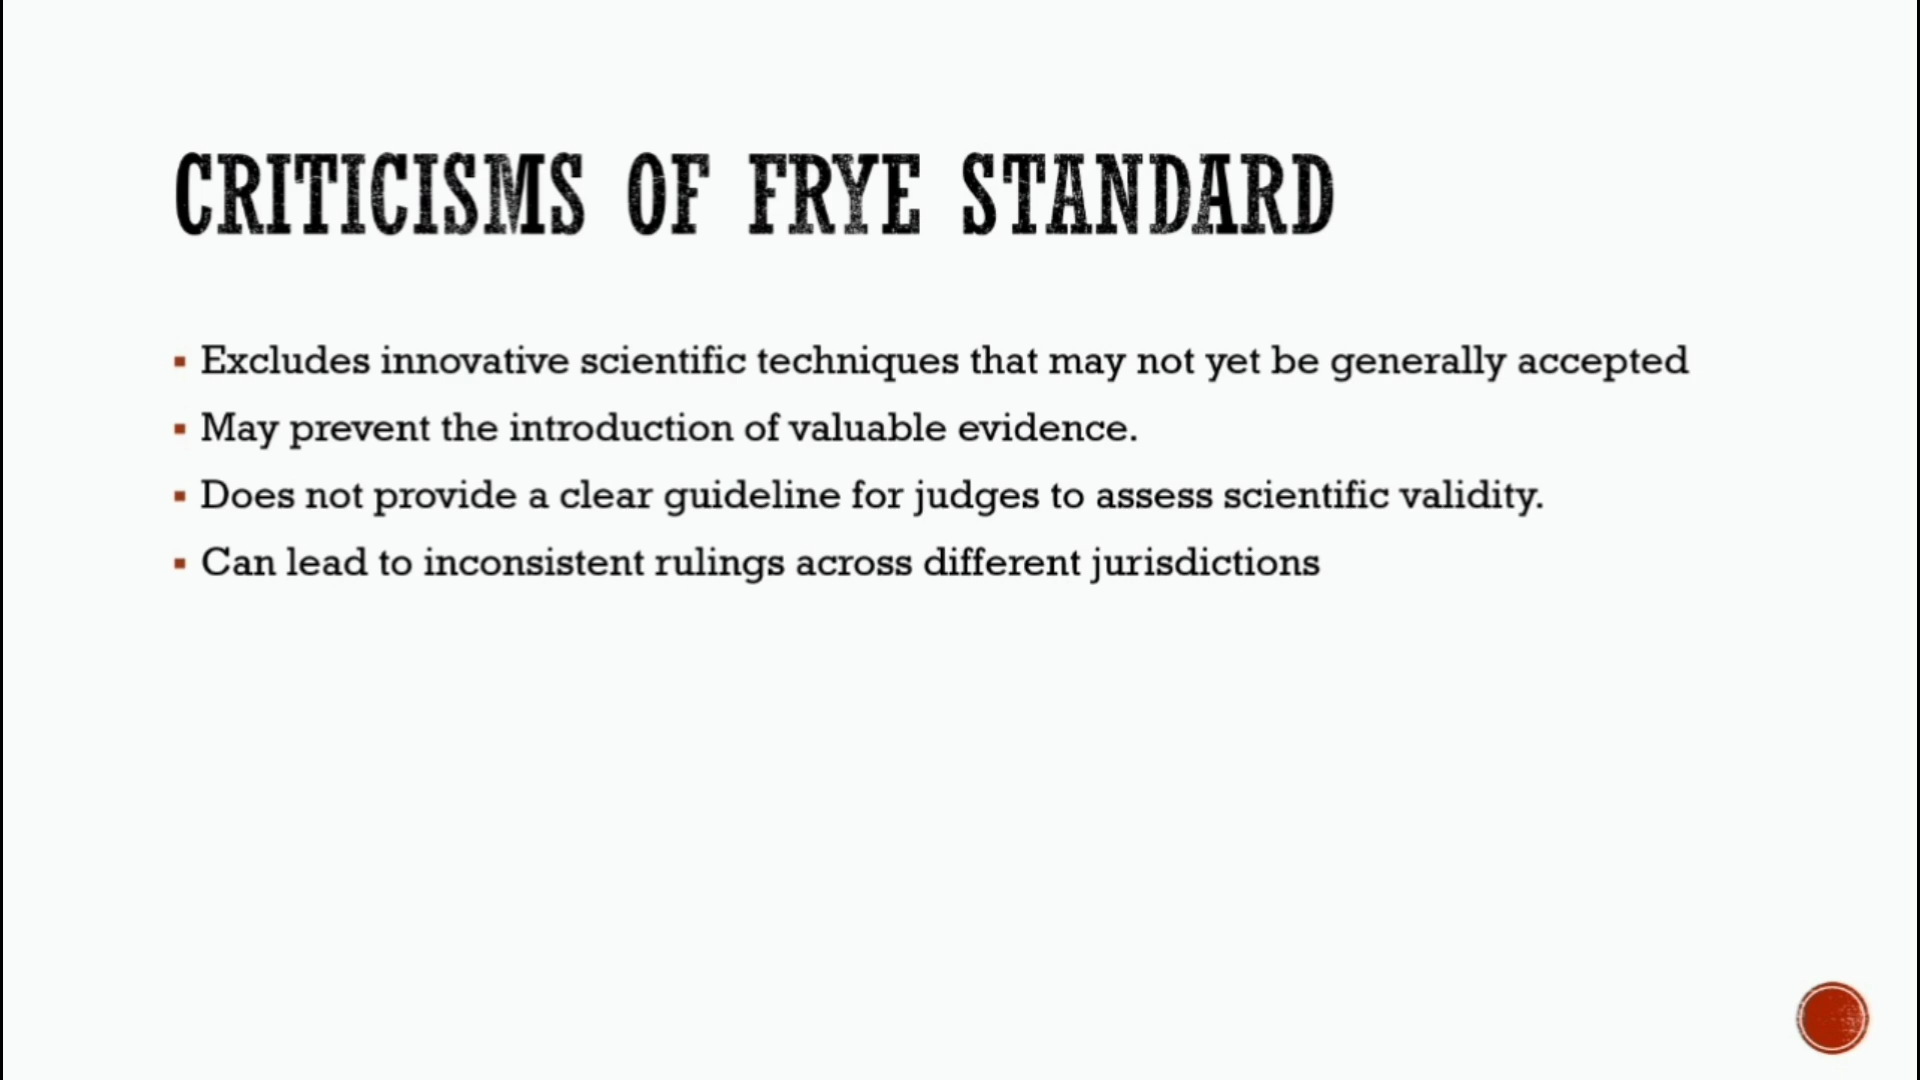 CRITICISMS OF FRYE STANDARD
▪ Excludes innovative scientific techniques that may not yet be generally accepted
▪ May prevent the introduction of valuable evidence.
▪ Does not provide a clear guideline for judges to assess scientific validity.
▪ Can lead to inconsistent rulings across different jurisdictions